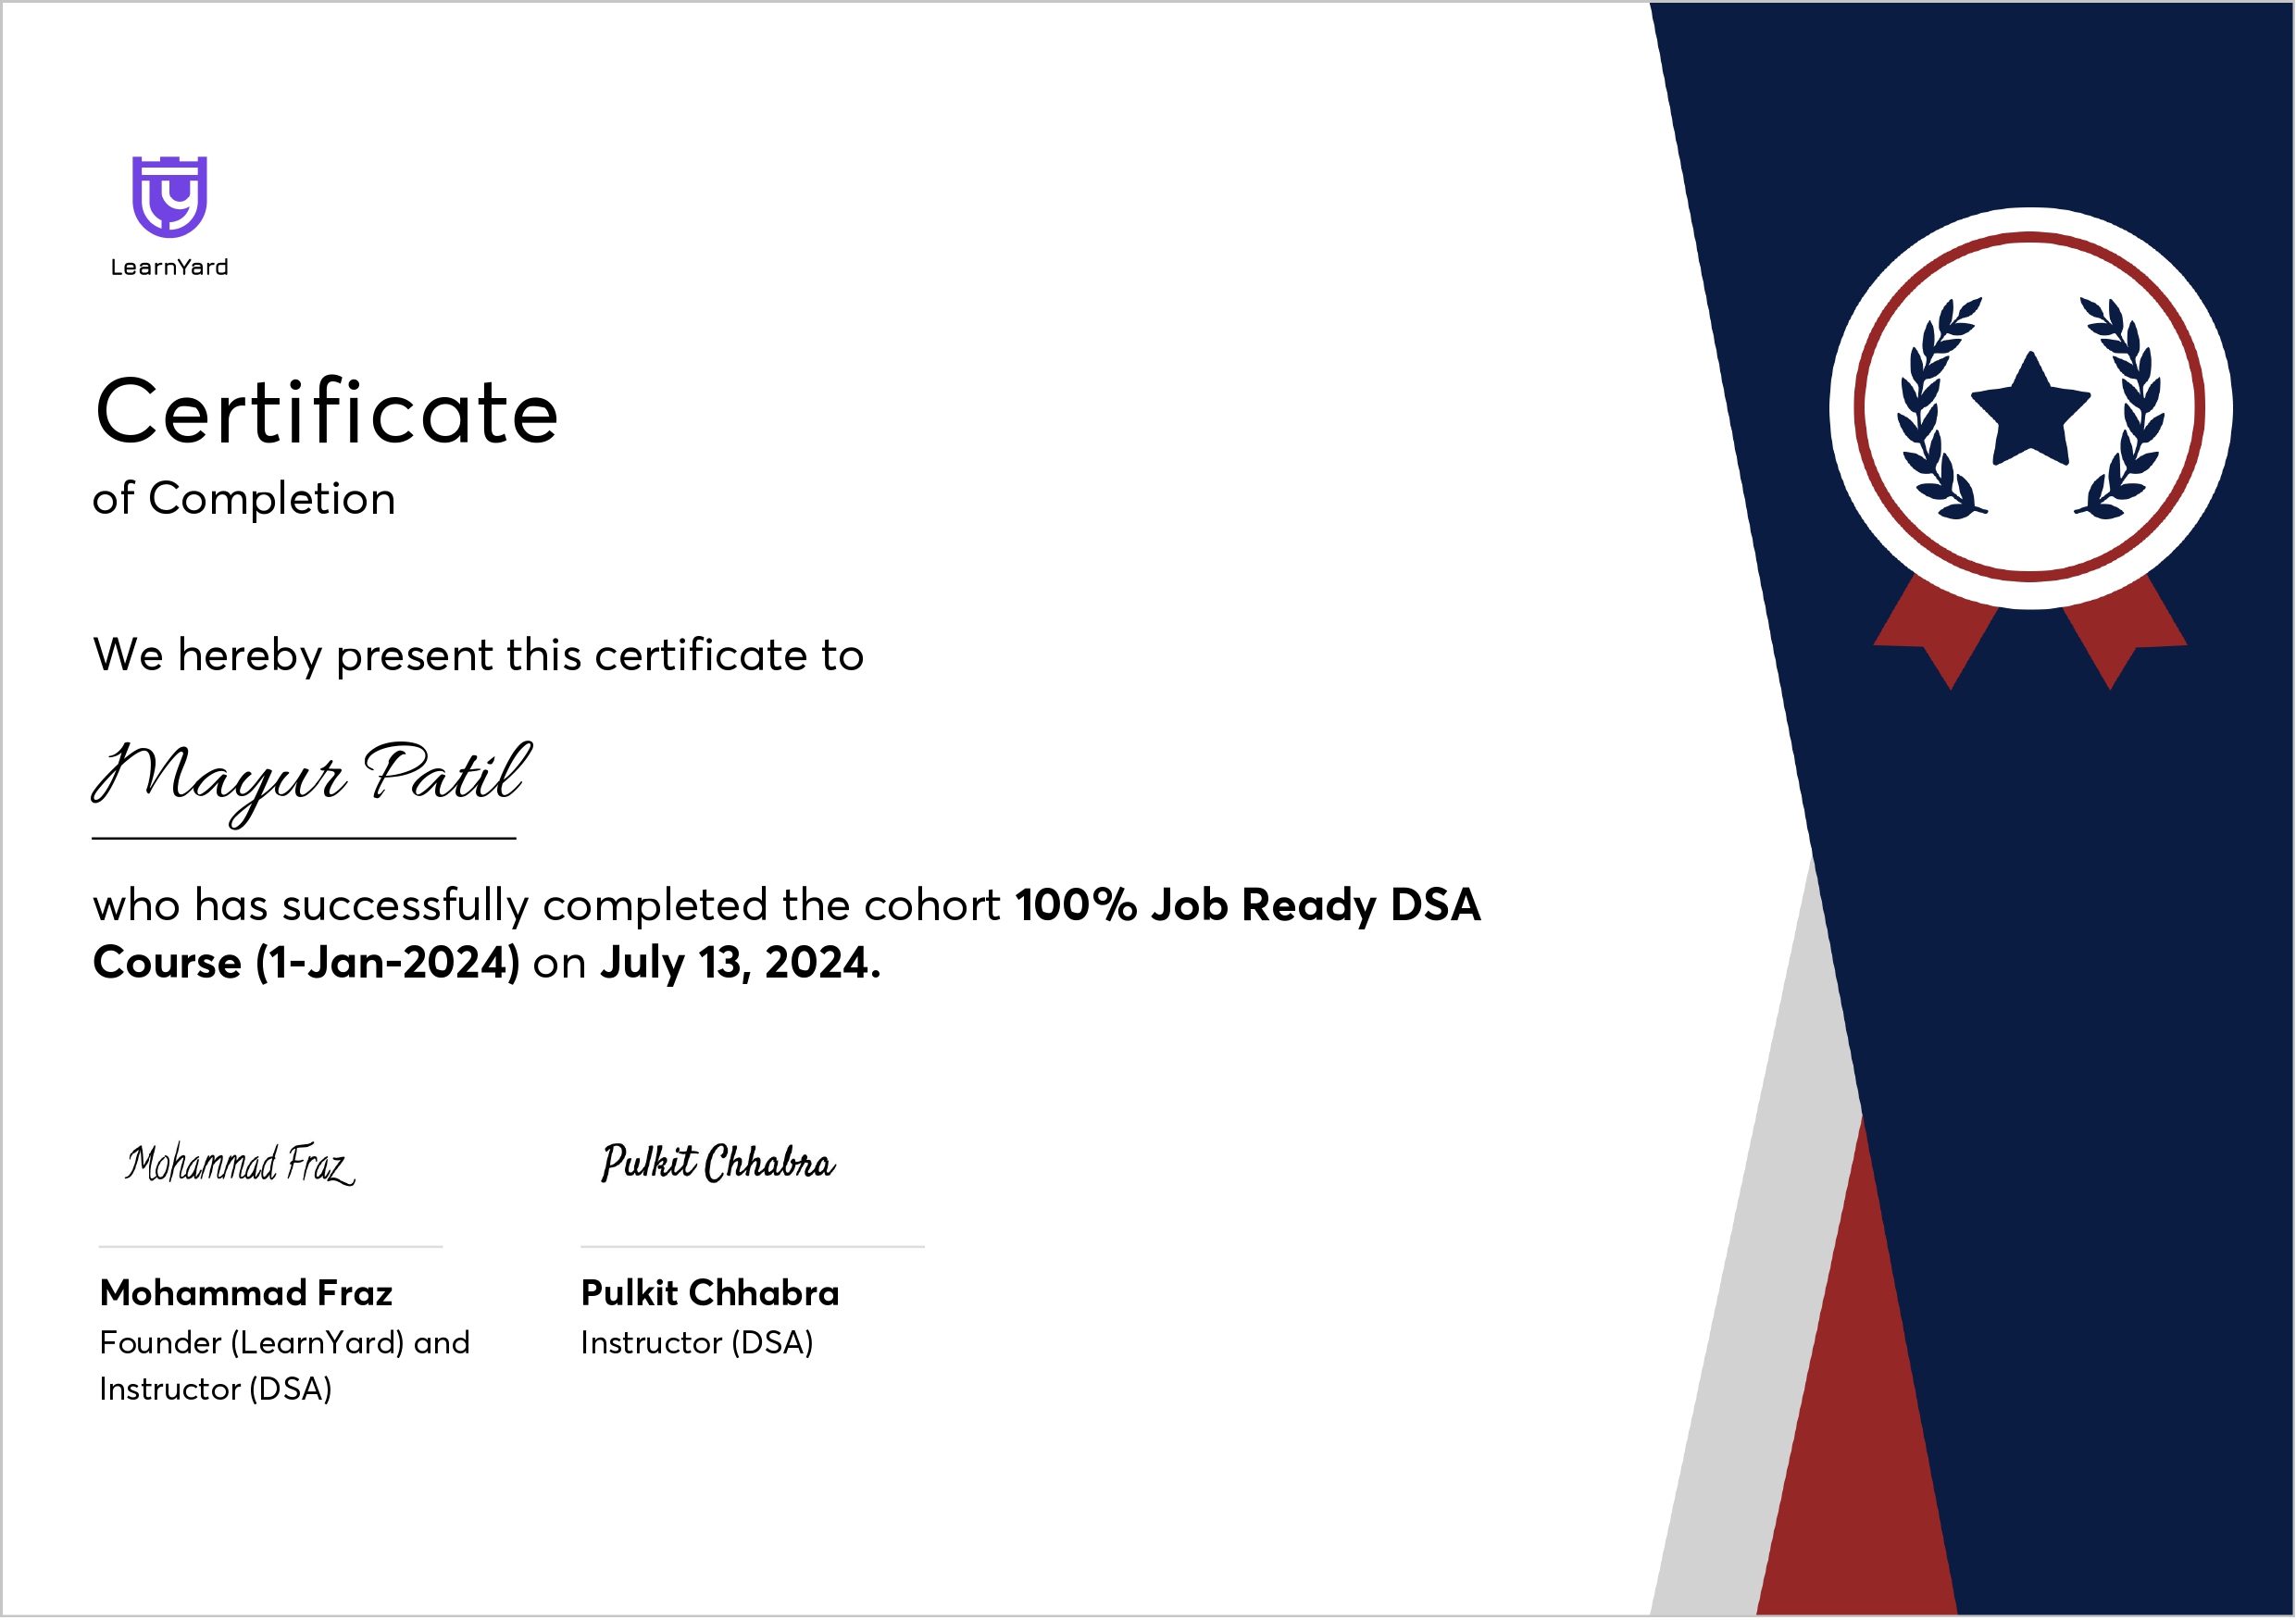 LearnYard
Certificate
of Completion
We hereby present this certificate to
Mayur Patil
who has successfully completed the cohort 100% Job Ready DSA
Course (1-Jan-2024) on July 13, 2024.
Mohammad Fraz
Pulkit Chhabra
Mohammad Fraz
Founder (LearnYard) and
Instructor (DSA)
Pulkit Chhabra
Instructor (DSA)